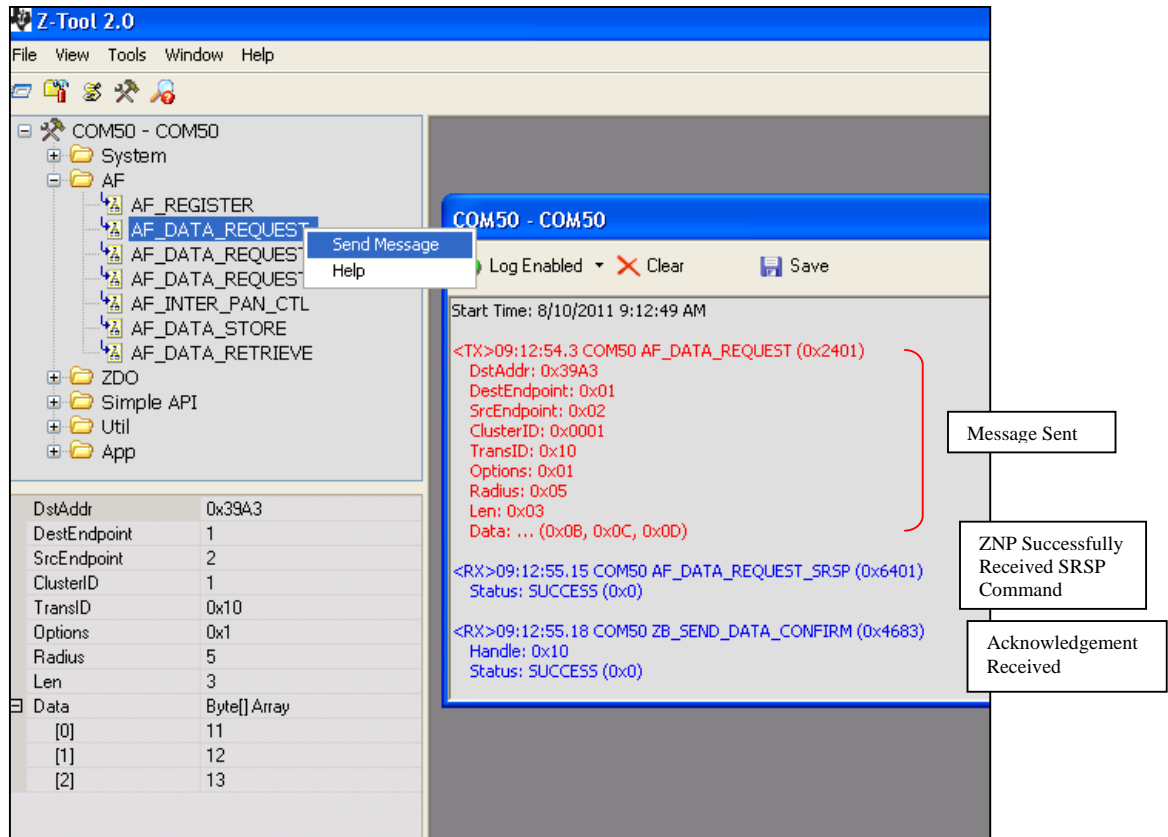 Z-Tool 2.0
File View Tools Window Help
COM50 - COM50
System
AF
AF_REGISTER
AF_DATA_REQUEST
AF_DATA_REQUEST
AF_DATA_REQUEST
AF_INTER_PAN_CTL
AF_DATA_STORE
AF_DATA_RETRIEVE
ZDO
Simple API
Util
App
Send Message
Help
DstAddr 0x39A3
DestEndpoint 1
SrcEndpoint 2
ClusterID 1
TransID 0x10
Options 0x1
Radius 5
Len 3
Data Byte[] Array
[0] 11
[1] 12
[2] 13
COM50 - COM50
Log Enabled Clear Save
Start Time: 8/10/2011 9:12:49 AM
<TX>09:12:54.3 COM50 AF_DATA_REQUEST (0x2401)
DstAddr: 0x39A3
DestEndpoint: 0x01
SrcEndpoint: 0x02
ClusterID: 0x0001
TransID: 0x10
Options: 0x01
Radius: 0x05
Len: 0x03
Data: ... (0x0B, 0x0C, 0x0D)
<RX>09:12:55.15 COM50 AF_DATA_REQUEST_SRSP (0x6401)
Status: SUCCESS (0x0)
<RX>09:12:55.18 COM50 ZB_SEND_DATA_CONFIRM (0x4683)
Handle: 0x10
Status: SUCCESS (0x0)
Message Sent
ZNP Successfully
Received SRSP
Command
Acknowledgement
Received